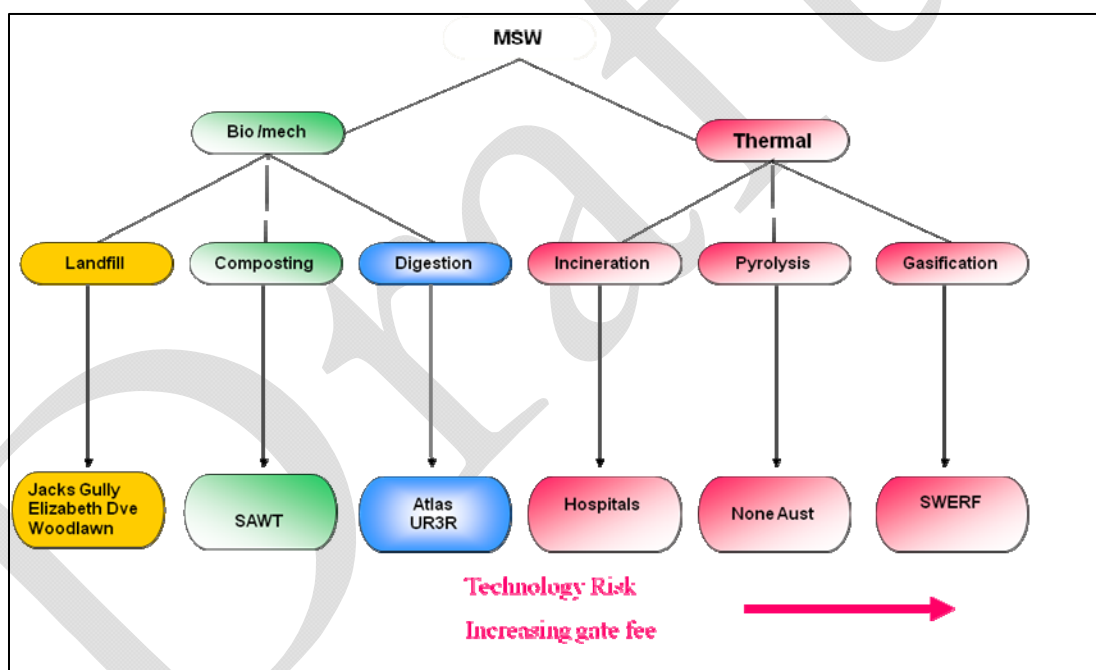 MSW
Bio /mech
Thermal
Landfill
Composting
Digestion
Incineration
Pyrolysis
Gasification
Jacks Gully
Elizabeth Dve
Woodlawn
SAWT
Atlas
UR3R
Hospitals
None Aust
SWERF
Technology Risk
Increasing gate fee
Draft